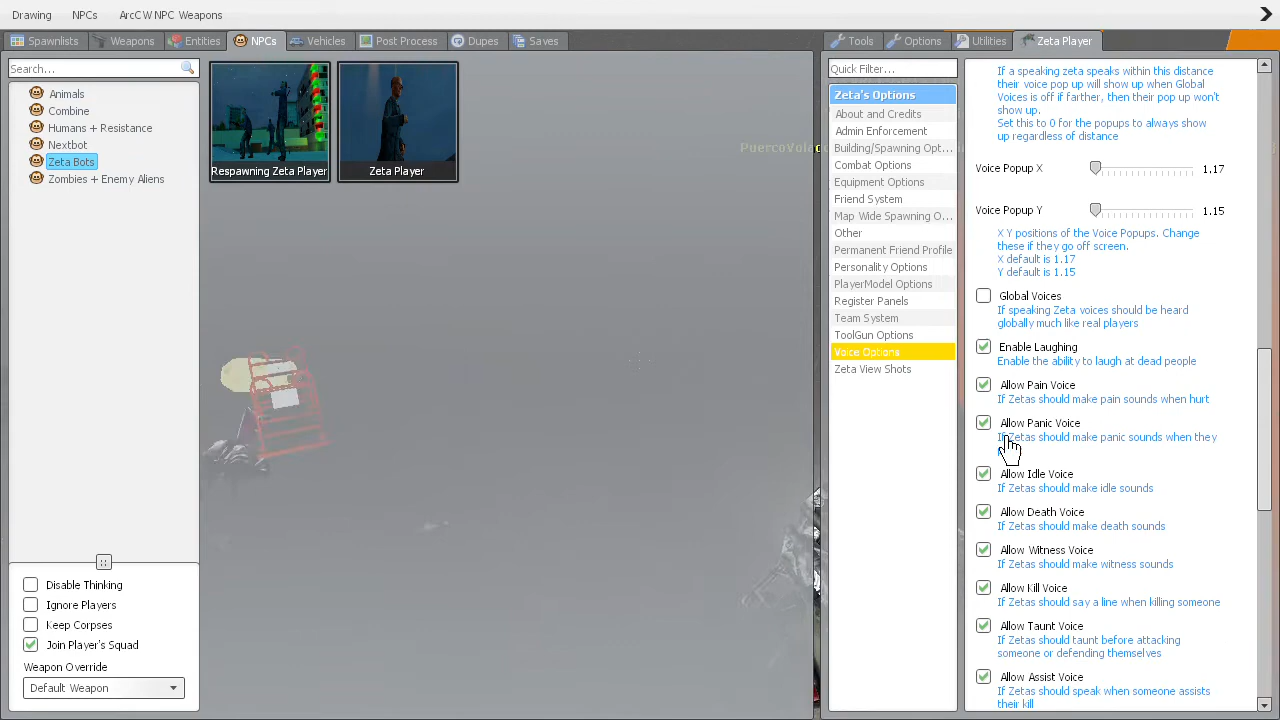 Drawing NPCs ArcCW NPC Weapons
Spawnlists Weapons Entities NPCs Vehicles Post Process Dupes Saves
Search...
Animals
Combine
Humans + Resistance
Nextbot
Zeta Bots
Zombies + Enemy Aliens
Respawning Zeta Player
Zeta Player
Disable Thinking
Ignore Players
Keep Corpses
Join Player's Squad
Weapon Override
Default Weapon
Tools Options Utilities Zeta Player
Quick Filter...
Zeta's Options
About and Credits
Admin Enforcement
Building/Spawning Opt...
Combat Options
Equipment Options
Friend System
Map Wide Spawning O...
Other
Permanent Friend Profile
Personality Options
PlayerModel Options
Register Panels
Team System
ToolGun Options
Voice Options
Zeta View Shots
If a speaking zeta speaks within this distance
their voice pop up will show up when Global
Voices is off if farther, then their pop up won't
show up.
Set this to 0 for the popups to always show
up regardless of distance
Voice Popup X 1.17
Voice Popup Y 1.15
X Y positions of the Voice Popups. Change
these if they go off screen.
X default is 1.17
Y default is 1.15
Global Voices
If speaking Zeta voices should be heard
globally much like real players
Enable Laughing
Enable the ability to laugh at dead people
Allow Pain Voice
If Zetas should make pain sounds when hurt
Allow Panic Voice
If Zetas should make panic sounds when they
Allow Idle Voice
If Zetas should make idle sounds
Allow Death Voice
If Zetas should make death sounds
Allow Witness Voice
If Zetas should make witness sounds
Allow Kill Voice
If Zetas should say a line when killing someone
Allow Taunt Voice
If Zetas should taunt before attacking
someone or defending themselves
Allow Assist Voice
If Zetas should speak when someone assists
their kill